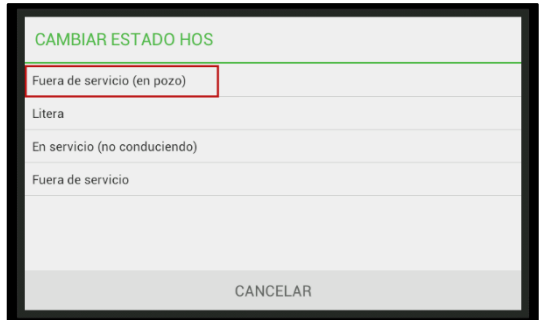 CAMBIAR ESTADO HOS
Fuera de servicio (en pozo)
Litera
En servicio (no conduciendo)
Fuera de servicio
CANCELAR